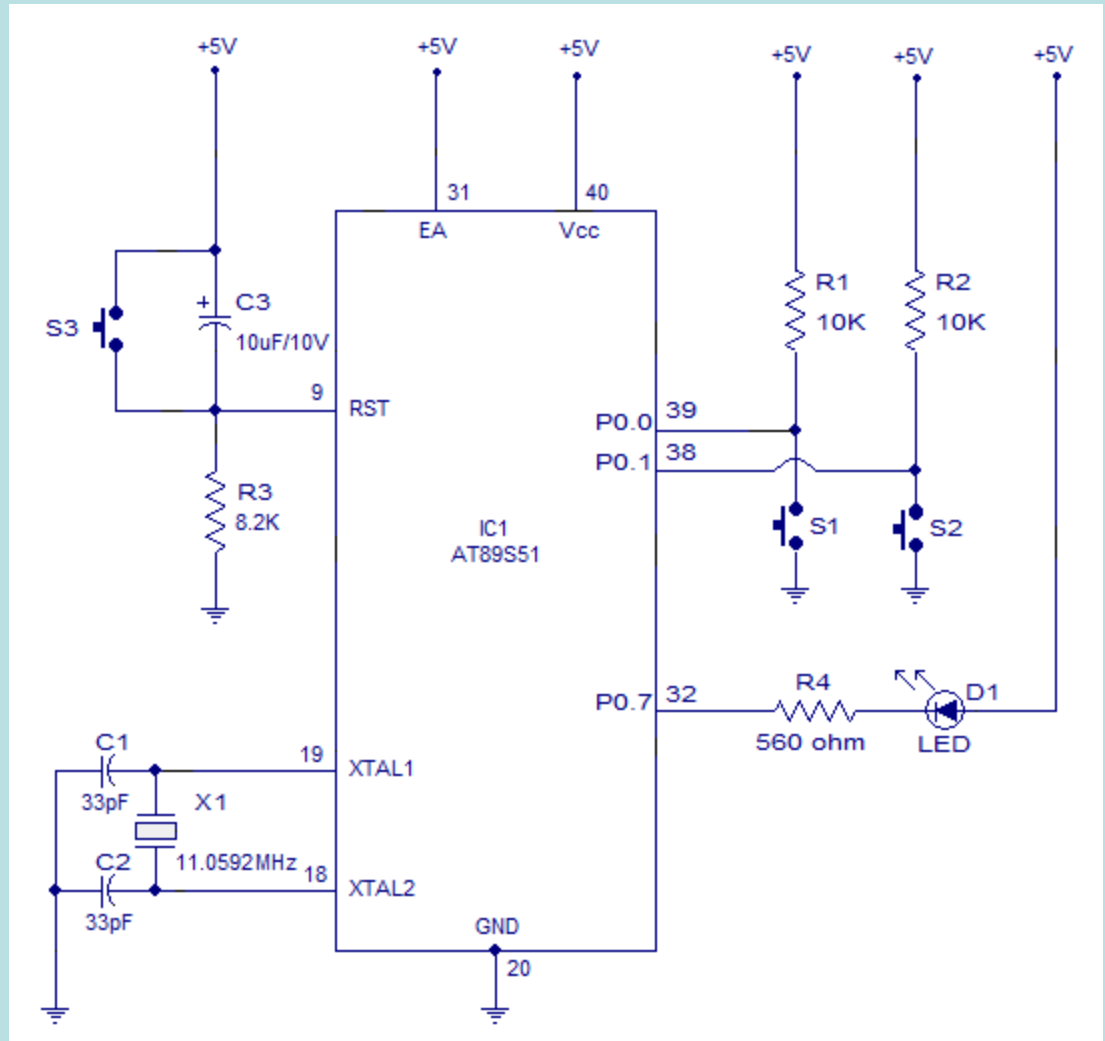 +5V
+5V
+5V
+5V
+5V
+5V
31
40
EA
Vcc
S3
+
C3
10uF/10V
R1
10K
R2
10K
9
RST
P0.0
39
P0.1
38
R3
8.2K
IC1
AT89S51
S1
S2
P0.7
32
R4
560 ohm
D1
LED
C1
33pF
19
XTAL1
X1
11.0592MHz
C2
33pF
18
XTAL2
GND
20